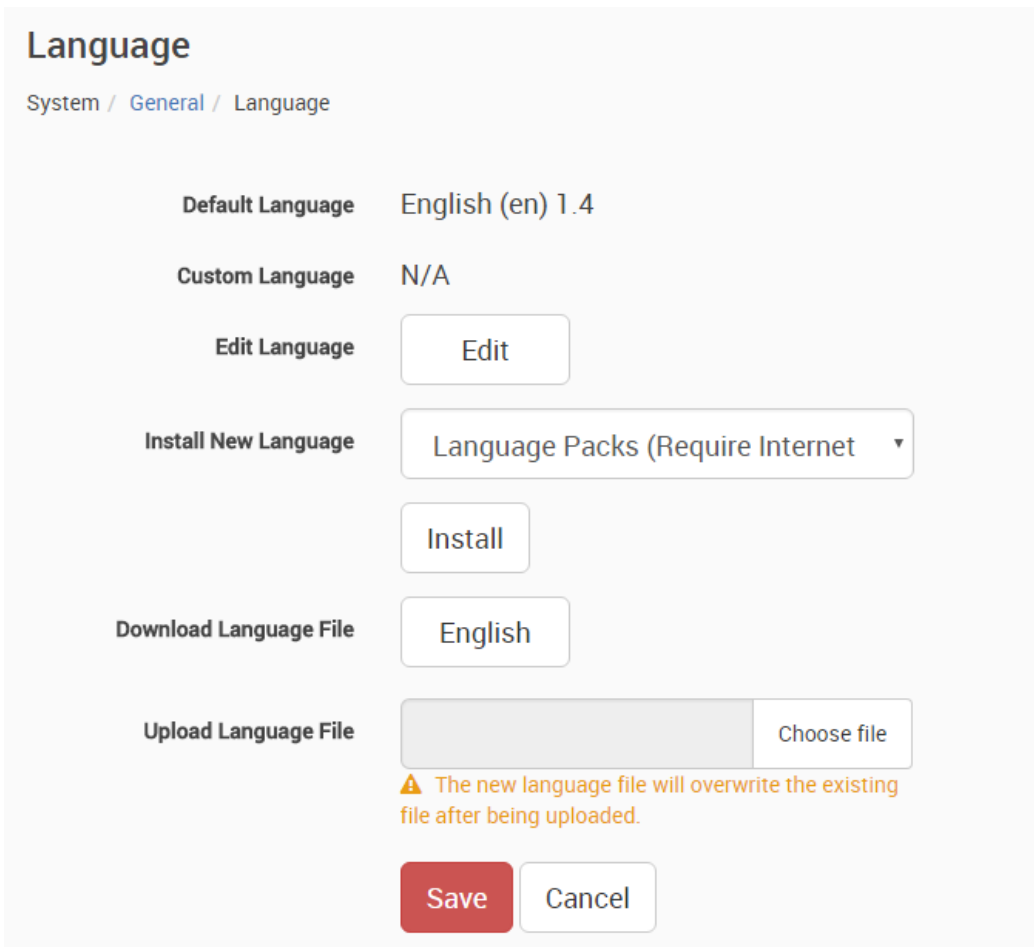 Language
System / General / Language
Default Language English (en) 1.4
Custom Language N/A
Edit Language Edit
Install New Language Language Packs (Require Internet
Install
Download Language File English
Upload Language File Choose file
The new language file will overwrite the existing
file after being uploaded.
Save Cancel